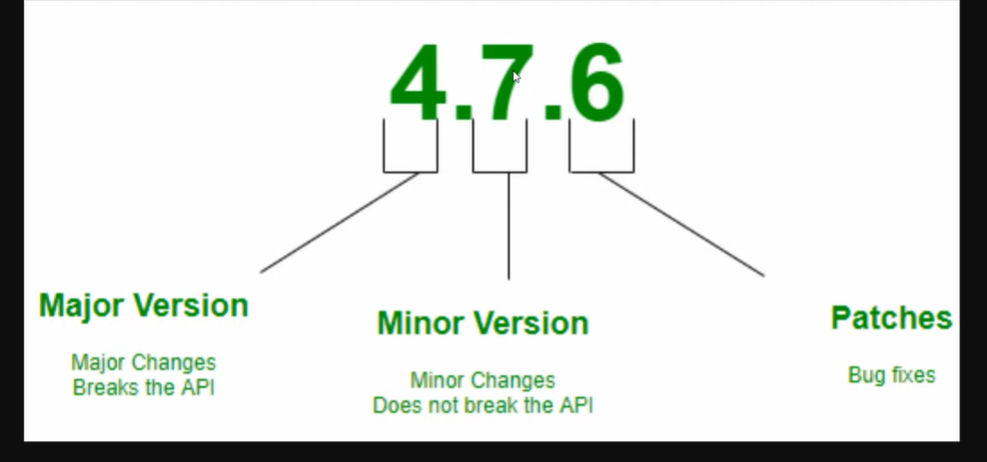 4.7.6
Major Version
Major Changes
Breaks the API
Minor Version
Minor Changes
Does not break the API
Patches
Bug fixes